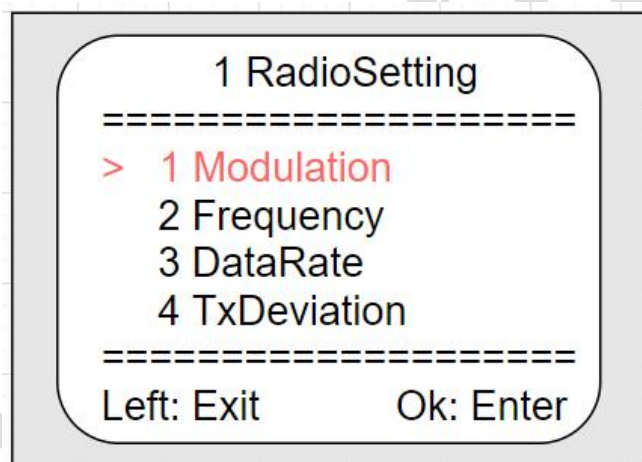 1 RadioSetting
====================
> 1 Modulation
2 Frequency
3 DataRate
4 TxDeviation
====================
Left: Exit Ok: Enter